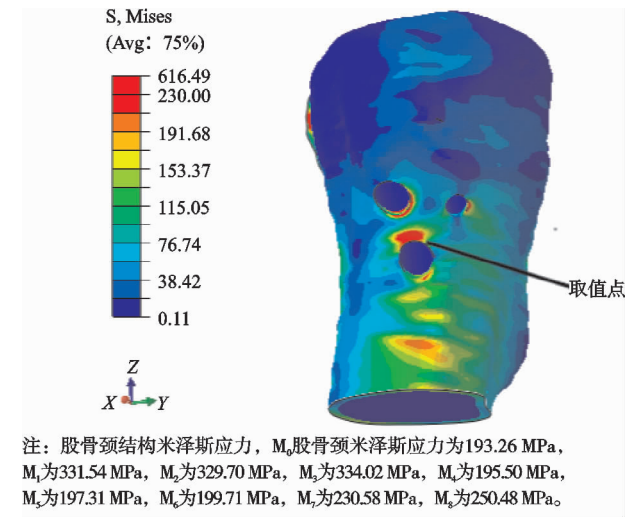 S, Mises
(Avg: 75%)
616.49
230.00
191.68
153.37
115.05
76.74
38.42
0.11
取值点
Z
X
Y
注：股骨颈结构米泽斯应力，M₀股骨颈米泽斯应力为193.26 MPa，
M₁为331.54 MPa，M₂为329.70 MPa，M₃为334.02 MPa，M₄为195.50 MPa，
M₅为197.31 MPa，M₆为199.71 MPa，M₇为230.58 MPa，M₈为250.48 MPa。